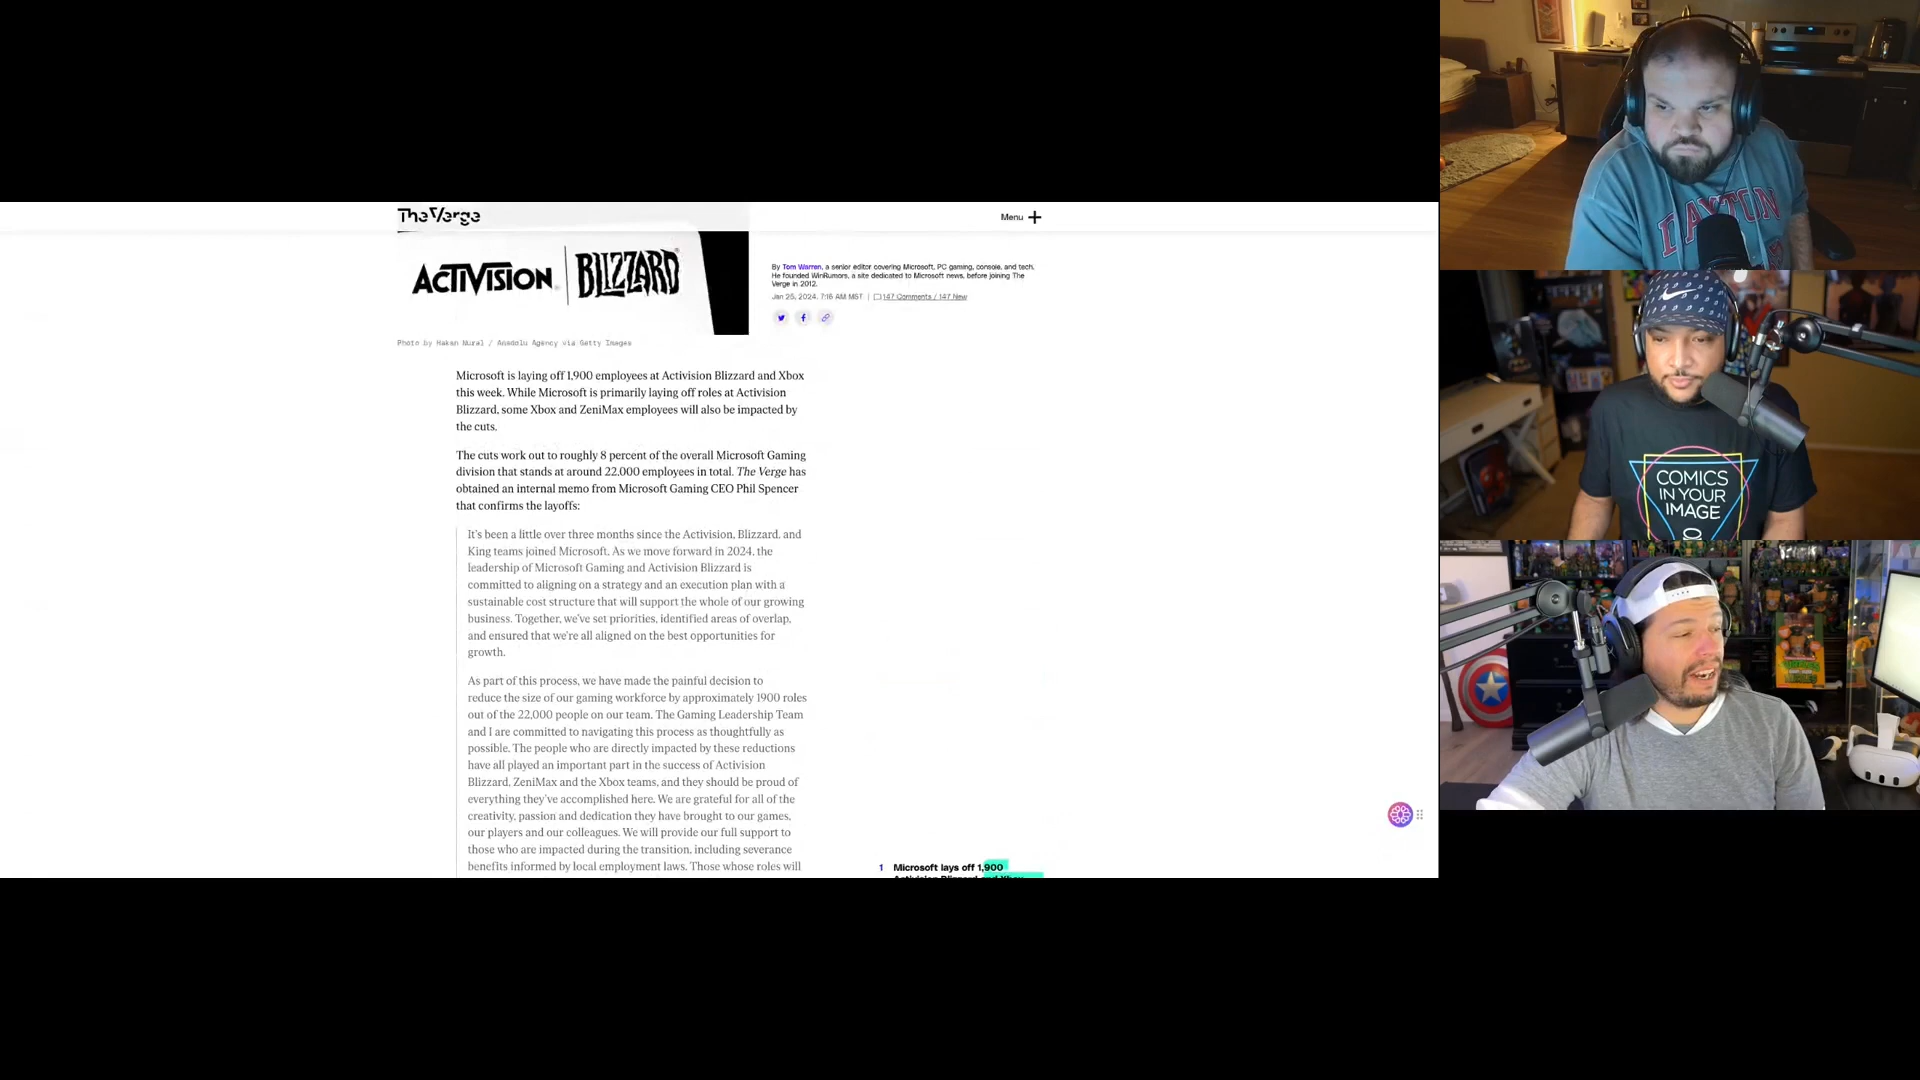 The Verge
Menu
ACTIVISION
BLIZZARD
By Tom Warren, a senior editor covering Microsoft, PC gaming, console, and tech.
He founded WinRumors, a site dedicated to Microsoft news, before joining The
Verge in 2012.
Jan 25, 2024, 7:16 AM MST | 147 Comments / 147 New
Photo by Hakan Nural / Anadolu Agency via Getty Images
Microsoft is laying off 1,900 employees at Activision Blizzard and Xbox
this week. While Microsoft is primarily laying off roles at Activision
Blizzard, some Xbox and ZeniMax employees will also be impacted by
the cuts.
The cuts work out to roughly 8 percent of the overall Microsoft Gaming
division that stands at around 22,000 employees in total. The Verge has
obtained an internal memo from Microsoft Gaming CEO Phil Spencer
that confirms the layoffs:
It's been a little over three months since the Activision, Blizzard, and
King teams joined Microsoft. As we move forward in 2024, the
leadership of Microsoft Gaming and Activision Blizzard is
committed to aligning on a strategy and an execution plan with a
sustainable cost structure that will support the whole of our growing
business. Together, we've set priorities, identified areas of overlap,
and ensured that we're all aligned on the best opportunities for
growth.
As part of this process, we have made the painful decision to
reduce the size of our gaming workforce by approximately 1900 roles
out of the 22,000 people on our team. The Gaming Leadership Team
and I are committed to navigating this process as thoughtfully as
possible. The people who are directly impacted by these reductions
have all played an important part in the success of Activision
Blizzard, ZeniMax and the Xbox teams, and they should be proud of
everything they've accomplished here. We are grateful for all of the
creativity, passion and dedication they have brought to our games,
our players and our colleagues. We will provide our full support to
those who are impacted during the transition, including severance
benefits informed by local employment laws. Those whose roles will
1 Microsoft lays off 1,900
Activision Blizzard and Xbox
DAYTON
COMICS
IN YOUR
IMAGE